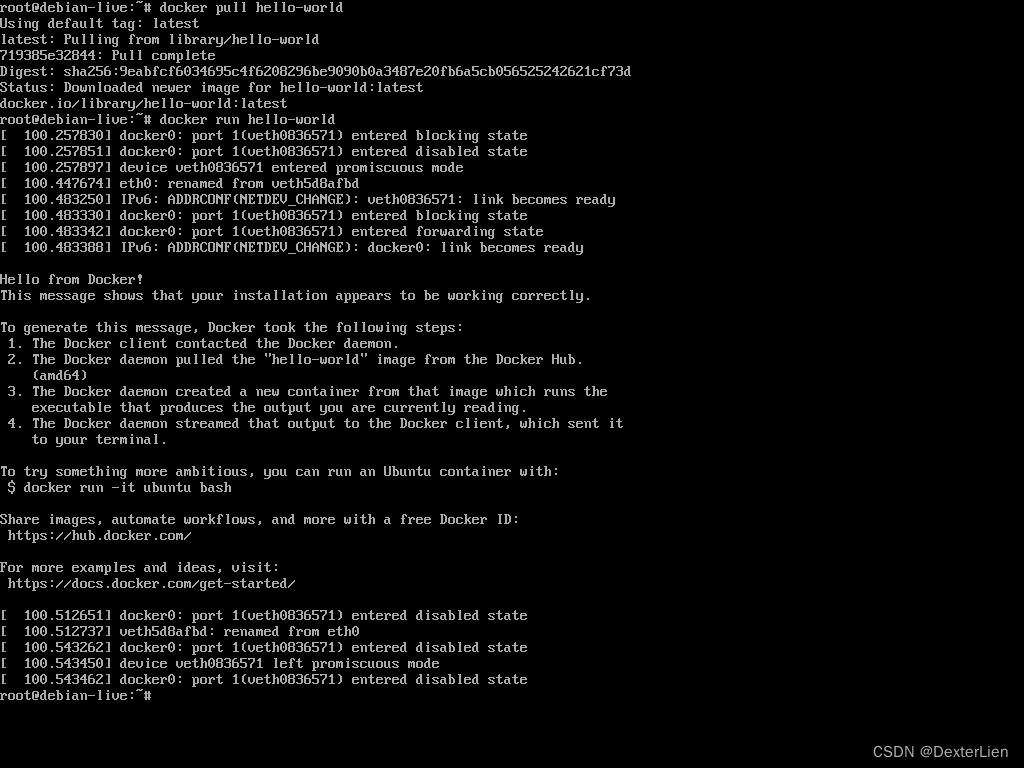 root@debian-live:~# docker pull hello-world
Using default tag: latest
latest: Pulling from library/hello-world
719385e32844: Pull complete
Digest: sha256:9eabfcf6034695c4f6208296be9090b0a3487e20fb6a5cb056525242621cf73d
Status: Downloaded newer image for hello-world:latest
docker.io/library/hello-world:latest
root@debian-live:~# docker run hello-world
[  100.257830] docker0: port 1(veth0836571) entered blocking state
[  100.257851] docker0: port 1(veth0836571) entered disabled state
[  100.257897] device veth0836571 entered promiscuous mode
[  100.447674] eth0: renamed from veth5d8afbd
[  100.483250] IPv6: ADDRCONF(NETDEV_CHANGE): veth0836571: link becomes ready
[  100.483330] docker0: port 1(veth0836571) entered blocking state
[  100.483342] docker0: port 1(veth0836571) entered forwarding state
[  100.483388] IPv6: ADDRCONF(NETDEV_CHANGE): docker0: link becomes ready
Hello from Docker!
This message shows that your installation appears to be working correctly.
To generate this message, Docker took the following steps:
 1. The Docker client contacted the Docker daemon.
 2. The Docker daemon pulled the "hello-world" image from the Docker Hub.
    (amd64)
 3. The Docker daemon created a new container from that image which runs the
    executable that produces the output you are currently reading.
 4. The Docker daemon streamed that output to the Docker client, which sent it
    to your terminal.
To try something more ambitious, you can run an Ubuntu container with:
 $ docker run -it ubuntu bash
Share images, automate workflows, and more with a free Docker ID:
 https://hub.docker.com/
For more examples and ideas, visit:
 https://docs.docker.com/get-started/
[  100.512651] docker0: port 1(veth0836571) entered disabled state
[  100.512737] veth5d8afbd: renamed from eth0
[  100.543262] docker0: port 1(veth0836571) entered disabled state
[  100.543450] device veth0836571 left promiscuous mode
[  100.543462] docker0: port 1(veth0836571) entered disabled state
root@debian-live:~#
CSDN @DexterLien